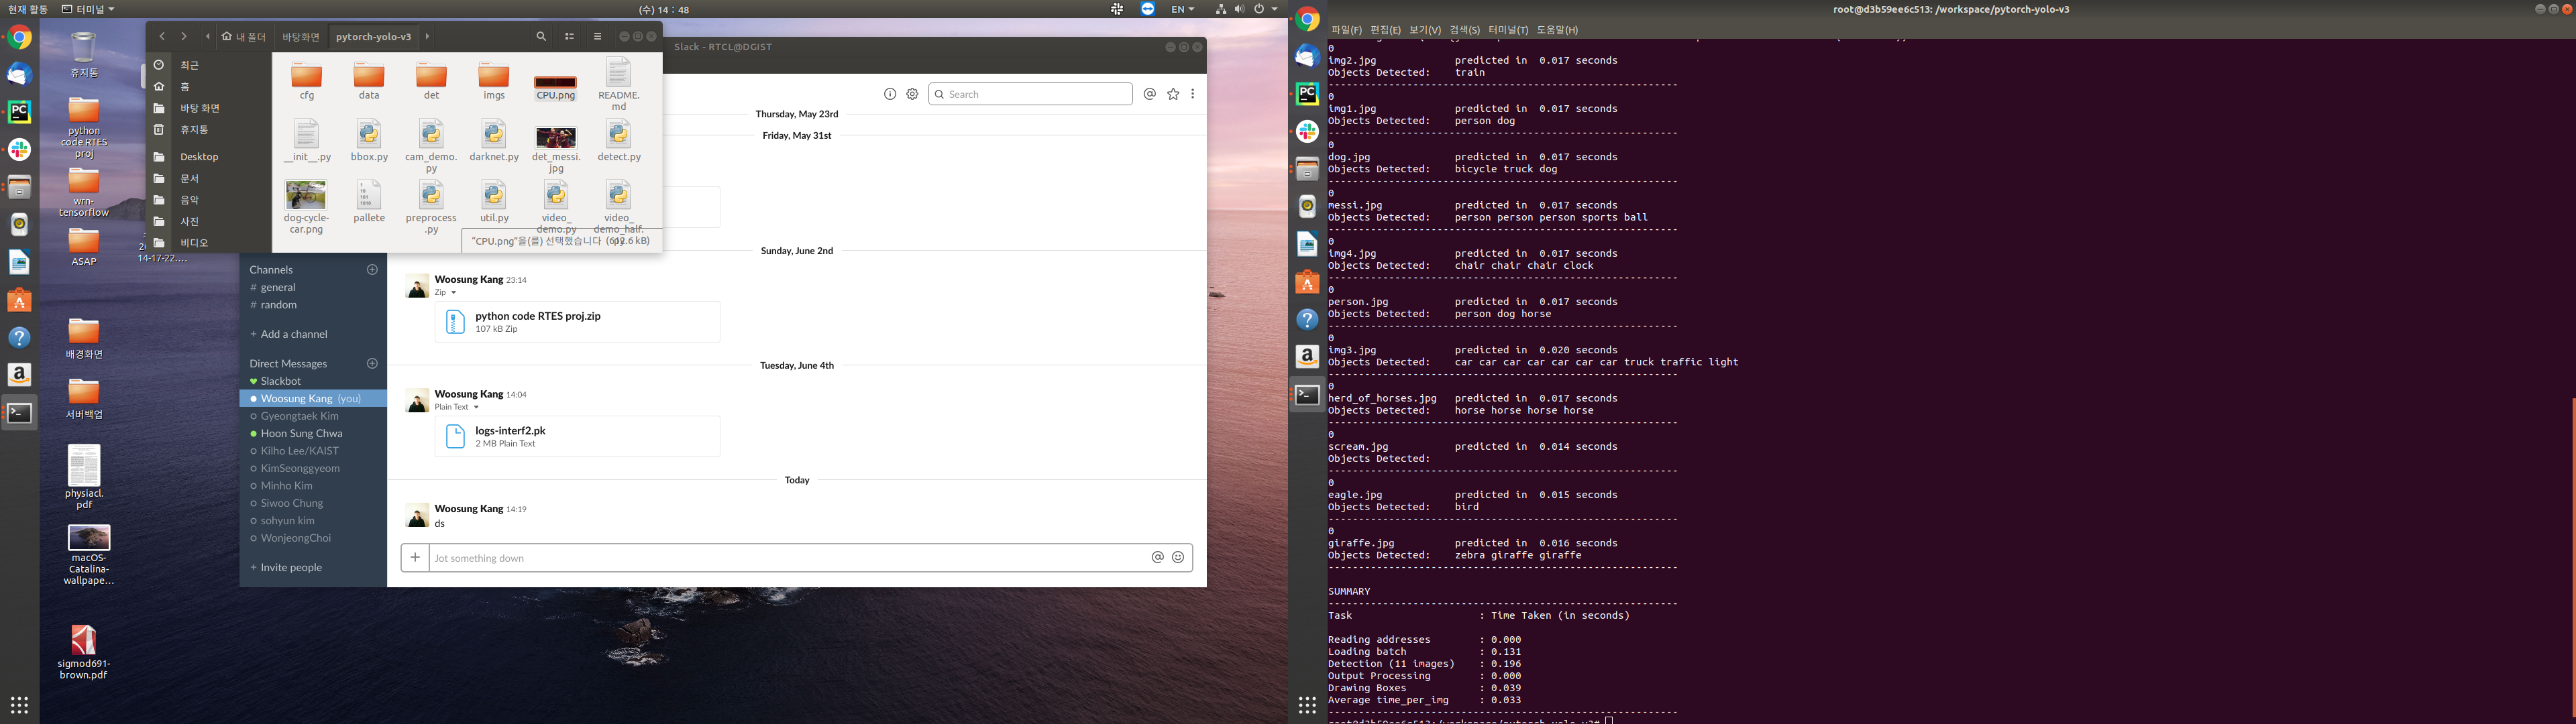 현재 활동
터미널
(수) 14 : 48
EN
휴지통
python
code RTES
proj
wrn-
tensorflow
ASAP
14-17-22....
배경화면
서버백업
physiacl.
pdf
macOS-
Catalina-
wallpape...
sigmod691-
brown.pdf
내 폴더
바탕화면
pytorch-yolo-v3
최근
홈
바탕 화면
휴지통
Desktop
문서
음악
사진
비디오
cfg
data
det
imgs
CPU.png
README.
md
__init__.py
bbox.py
cam_demo.
py
darknet.py
det_messi.
jpg
detect.py
dog-cycle-
car.png
pallete
preprocess
.py
util.py
video_
demo.py
video_
demo_half.
"CPU.png"을(를) 선택했습니다 (612.6 kB)
Slack - RTCL@DGIST
Search
Channels
# general
# random
+ Add a channel
Direct Messages
Slackbot
Woosung Kang (you)
Gyeongtaek Kim
Hoon Sung Chwa
Kilho Lee/KAIST
KimSeonggyeom
Minho Kim
Siwoo Chung
sohyun kim
WonjeongChoi
+ Invite people
Thursday, May 23rd
Friday, May 31st
Sunday, June 2nd
Woosung Kang 23:14
Zip
python code RTES proj.zip
107 kB Zip
Tuesday, June 4th
Woosung Kang 14:04
Plain Text
logs-interf2.pk
2 MB Plain Text
Today
Woosung Kang 14:19
ds
Jot something down
root@d3b59ee6c513: /workspace/pytorch-yolo-v3
파일(F) 편집(E) 보기(V) 검색(S) 터미널(T) 도움말(H)
0
img2.jpg predicted in 0.017 seconds
Objects Detected: train
----------------------------------------------------------
0
img1.jpg predicted in 0.017 seconds
Objects Detected: person dog
----------------------------------------------------------
0
dog.jpg predicted in 0.017 seconds
Objects Detected: bicycle truck dog
----------------------------------------------------------
0
messi.jpg predicted in 0.017 seconds
Objects Detected: person person person sports ball
----------------------------------------------------------
0
img4.jpg predicted in 0.017 seconds
Objects Detected: chair chair chair clock
----------------------------------------------------------
0
person.jpg predicted in 0.017 seconds
Objects Detected: person dog horse
----------------------------------------------------------
0
img3.jpg predicted in 0.020 seconds
Objects Detected: car car car car car car car truck traffic light
----------------------------------------------------------
0
herd_of_horses.jpg predicted in 0.017 seconds
Objects Detected: horse horse horse horse
----------------------------------------------------------
0
scream.jpg predicted in 0.014 seconds
Objects Detected:
----------------------------------------------------------
0
eagle.jpg predicted in 0.015 seconds
Objects Detected: bird
----------------------------------------------------------
0
giraffe.jpg predicted in 0.016 seconds
Objects Detected: zebra giraffe giraffe
----------------------------------------------------------
SUMMARY
----------------------------------------------------------
Task : Time Taken (in seconds)
Reading addresses : 0.000
Loading batch : 0.131
Detection (11 images) : 0.196
Output Processing : 0.000
Drawing Boxes : 0.039
Average time_per_img : 0.033
----------------------------------------------------------
root@d3b59ee6c513:/workspace/pytorch-yolo-v3#